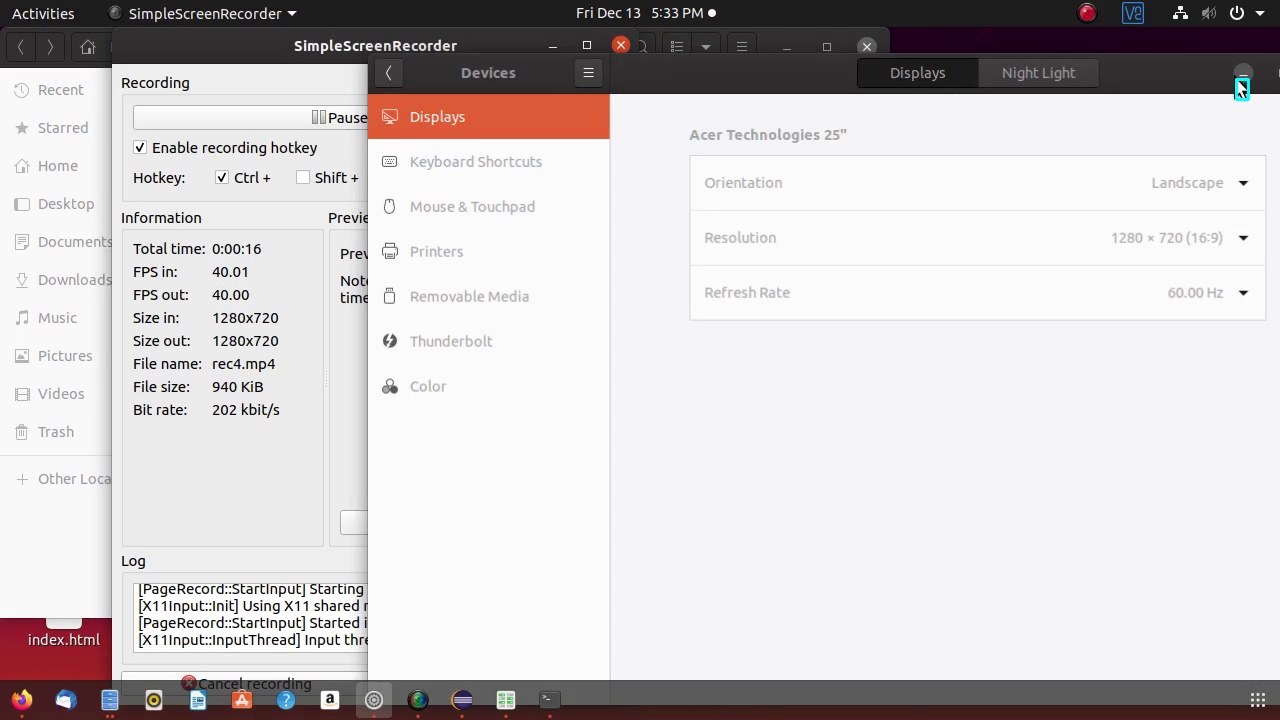 Activities
SimpleScreenRecorder
Fri Dec 13 5:33 PM
SimpleScreenRecorder
Devices
Displays
Night Light
Recent
Starred
Home
Desktop
Documents
Downloads
Music
Pictures
Videos
Trash
Other Loca
index.html
Recording
Pause
Enable recording hotkey
Hotkey: Ctrl + Shift +
Information
Total time: 0:00:16
FPS in: 40.01
FPS out: 40.00
Size in: 1280x720
Size out: 1280x720
File name: rec4.mp4
File size: 940 KiB
Bit rate: 202 kbit/s
Previe
Prev
Note
time
Log
[PageRecord::StartInput] Starting
[X11Input::Init] Using X11 shared
[PageRecord::StartInput] Started i
[X11Input::InputThread] Input thre
Cancel recording
Displays
Keyboard Shortcuts
Mouse & Touchpad
Printers
Removable Media
Thunderbolt
Color
Acer Technologies 25"
Orientation Landscape
Resolution 1280 × 720 (16:9)
Refresh Rate 60.00 Hz